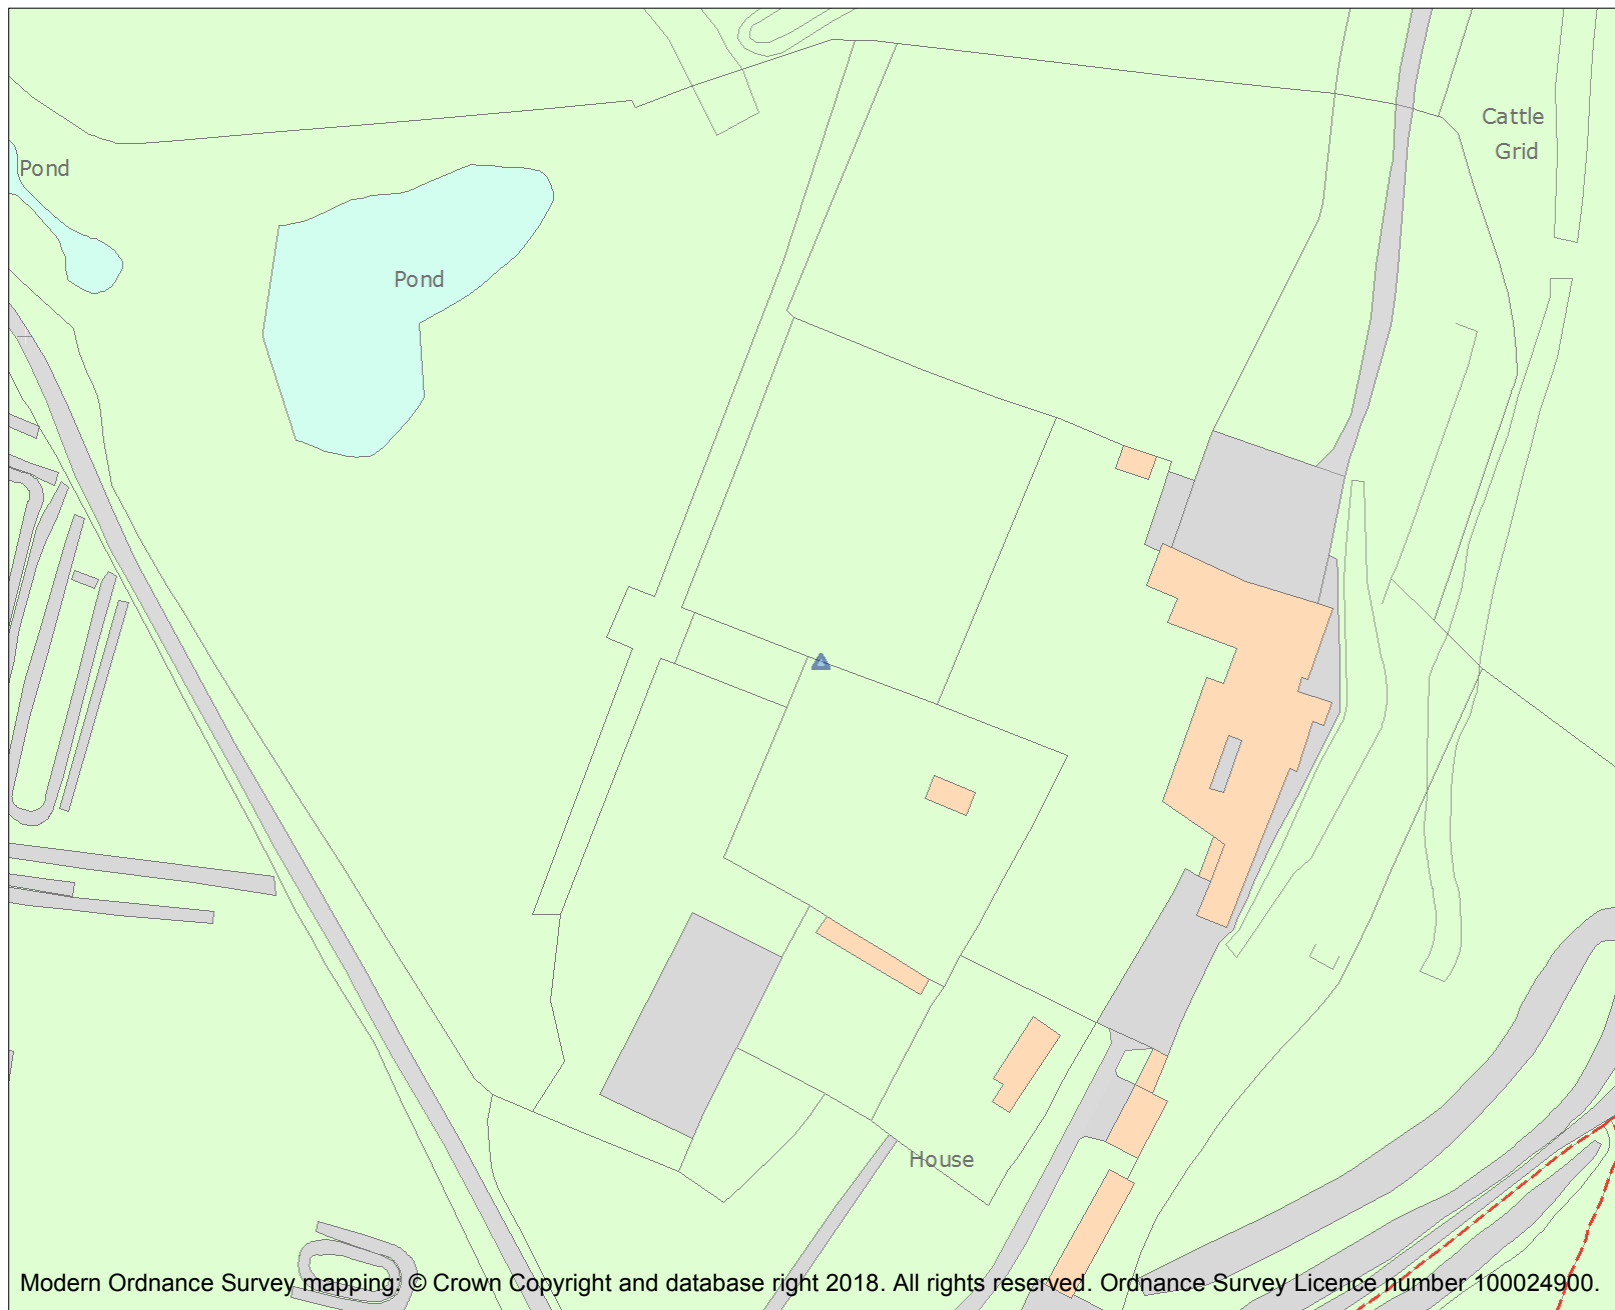 Cattle
Grid
Pond
Pond
House
Modern Ordnance Survey mapping: © Crown Copyright and database right 2018. All rights reserved. Ordnance Survey Licence number 100024900.